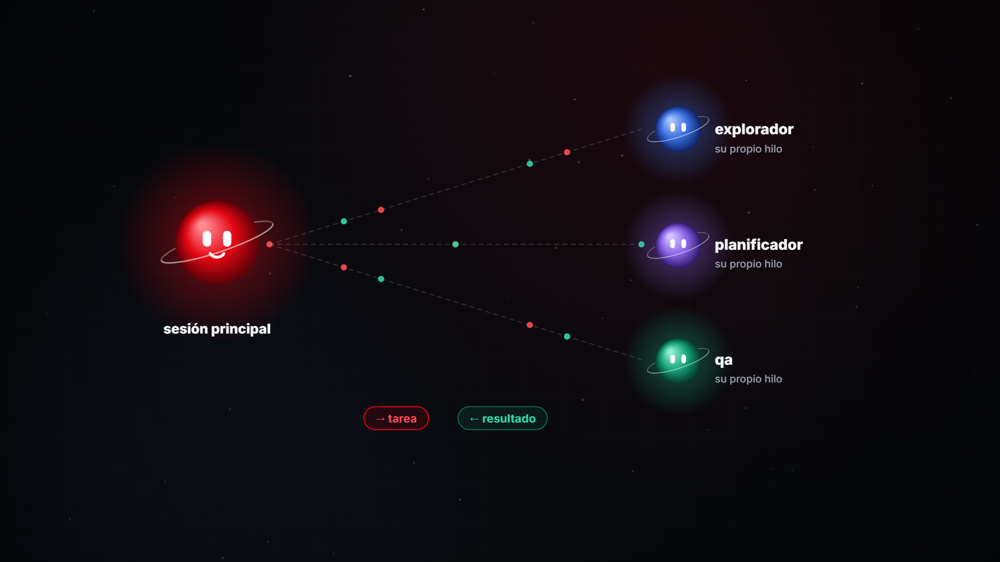 explorador
su propio hilo
planificador
su propio hilo
sesión principal
qa
su propio hilo
→ tarea
← resultado